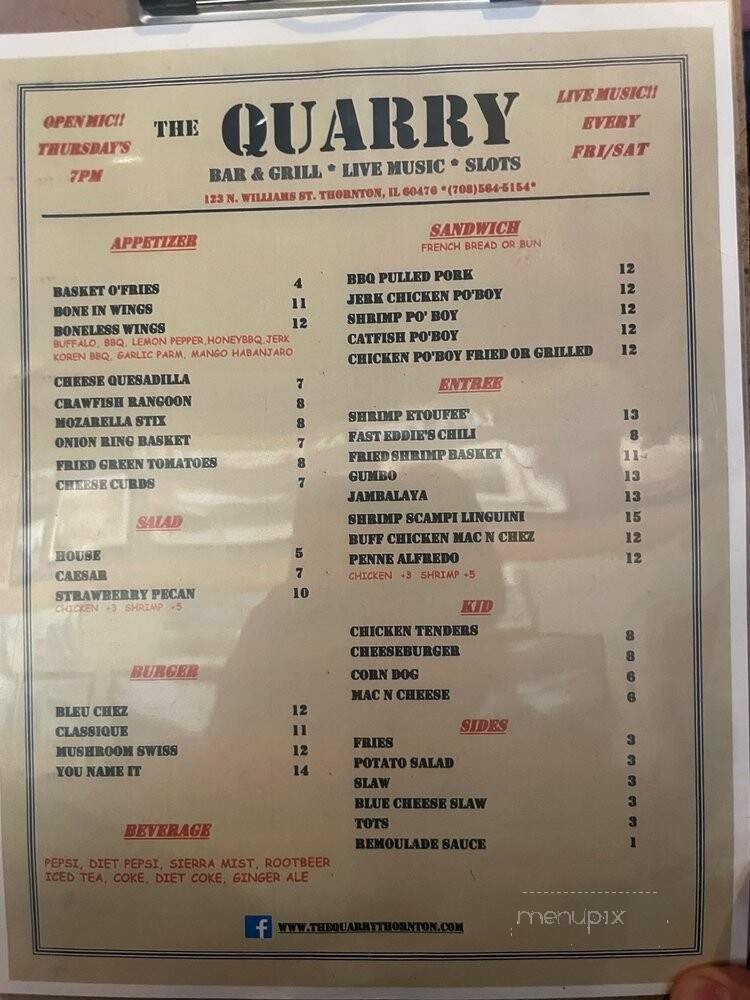 OPEN MIC!!
THURSDAY'S
7PM
THE QUARRY
BAR & GRILL * LIVE MUSIC * SLOTS
123 N. WILLIAMS ST. THORNTON, IL 60476 *(708)564-5154*
LIVE MUSIC!!
EVERY
FRI/SAT
APPETIZER
BASKET O'FRIES 4
BONE IN WINGS 11
BONELESS WINGS 12
BUFFALO, BBQ, LEMON PEPPER,HONEYBBQ,JERK
KOREN BBQ, GARLIC PARM, MANGO HABANJARO
CHEESE QUESADILLA 7
CRAWFISH RANGOON 8
MOZARELLA STIX 8
ONION RING BASKET 7
FRIED GREEN TOMATOES 8
CHEESE CURDS 7
SALAD
HOUSE 5
CAESAR 7
STRAWBERRY PECAN 10
CHICKEN +3 SHRIMP +5
BURGER
BLEU CHEZ 12
CLASSIQUE 11
MUSHROOM SWISS 12
YOU NAME IT 14
BEVERAGE
PEPSI, DIET PEPSI, SIERRA MIST, ROOTBEER
ICED TEA, COKE, DIET COKE, GINGER ALE
SANDWICH
FRENCH BREAD OR BUN
BBQ PULLED PORK 12
JERK CHICKEN PO'BOY 12
SHRIMP PO' BOY 12
CATFISH PO'BOY 12
CHICKEN PO'BOY FRIED OR GRILLED 12
ENTREE
SHRIMP ETOUFEE' 13
FAST EDDIE'S CHILI 8
FRIED SHRIMP BASKET 11
GUMBO 13
JAMBALAYA 13
SHRIMP SCAMPI LINGUINI 15
BUFF CHICKEN MAC N CHEZ 12
PENNE ALFREDO 12
CHICKEN +3 SHRIMP +5
KID
CHICKEN TENDERS 8
CHEESEBURGER 8
CORN DOG 6
MAC N CHEESE 6
SIDES
FRIES 3
POTATO SALAD 3
SLAW 3
BLUE CHEESE SLAW 3
TOTS 3
REMOULADE SAUCE 1
f WWW.THEQUARRYTHORNTON.COM
menupix